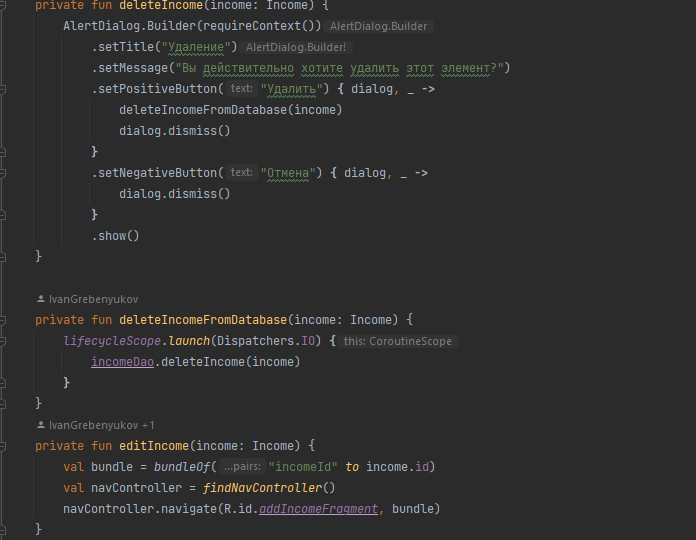 private fun deleteIncome(income: Income) {
AlertDialog.Builder(requireContext()) AlertDialog.Builder
.setTitle("Удаление") AlertDialog.Builder!
.setMessage("Вы действительно хотите удалить этот элемент?")
.setPositiveButton( text: "Удалить") { dialog, _ ->
deleteIncomeFromDatabase(income)
dialog.dismiss()
}
.setNegativeButton( text: "Отмена") { dialog, _ ->
dialog.dismiss()
}
.show()
}
IvanGrebenyukov
private fun deleteIncomeFromDatabase(income: Income) {
lifecycleScope.launch(Dispatchers.IO) { this: CoroutineScope
incomeDao.deleteIncome(income)
}
}
IvanGrebenyukov +1
private fun editIncome(income: Income) {
val bundle = bundleOf( ...pairs: "incomeId" to income.id)
val navController = findNavController()
navController.navigate(R.id.addIncomeFragment, bundle)
}